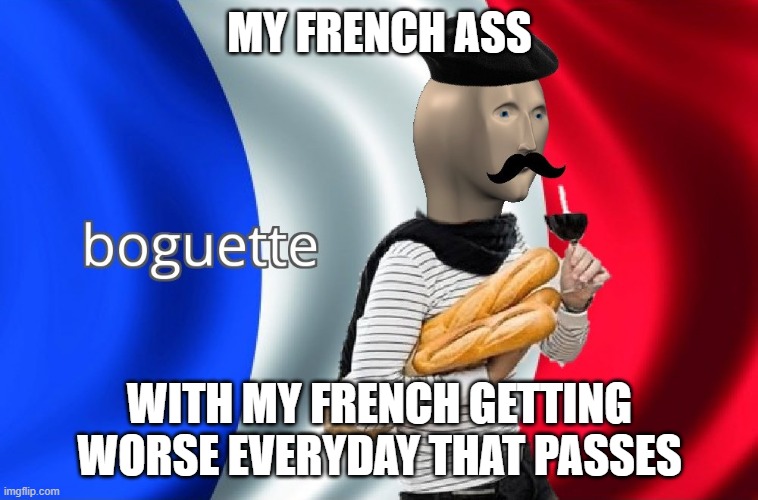 MY FRENCH ASS
boguette
WITH MY FRENCH GETTING
WORSE EVERYDAY THAT PASSES
imgflip.com